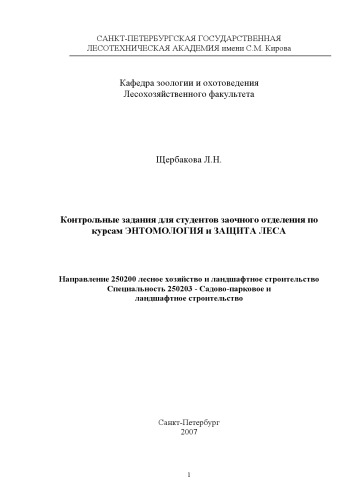 САНКТ-ПЕТЕРБУРГСКАЯ ГОСУДАРСТВЕННАЯ
ЛЕСОТЕХНИЧЕСКАЯ АКАДЕМИЯ имени С.М. Кирова
Кафедра зоологии и охотоведения
Лесохозяйственного факультета
Щербакова Л.Н.
Контрольные задания для студентов заочного отделения по
курсам ЭНТОМОЛОГИЯ и ЗАЩИТА ЛЕСА
Направление 250200 лесное хозяйство и ландшафтное строительство
Специальность 250203 - Садово-парковое и
ландшафтное строительство
Санкт-Петербург
2007
1